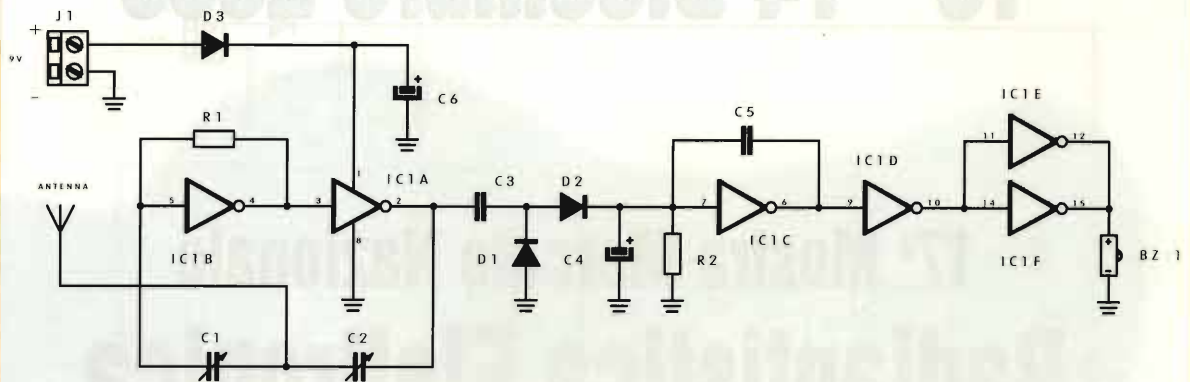 J1
D3
+
9V
-
C6
R1
ANTENNA
5
4
IC1B
3
1
IC1A
2
8
C1
C2
C3
D2
D1
C4
C5
R2
7
6
IC1C
IC1D
9
10
IC1E
11
12
14
15
IC1F
+
-
BZ 1
+
+